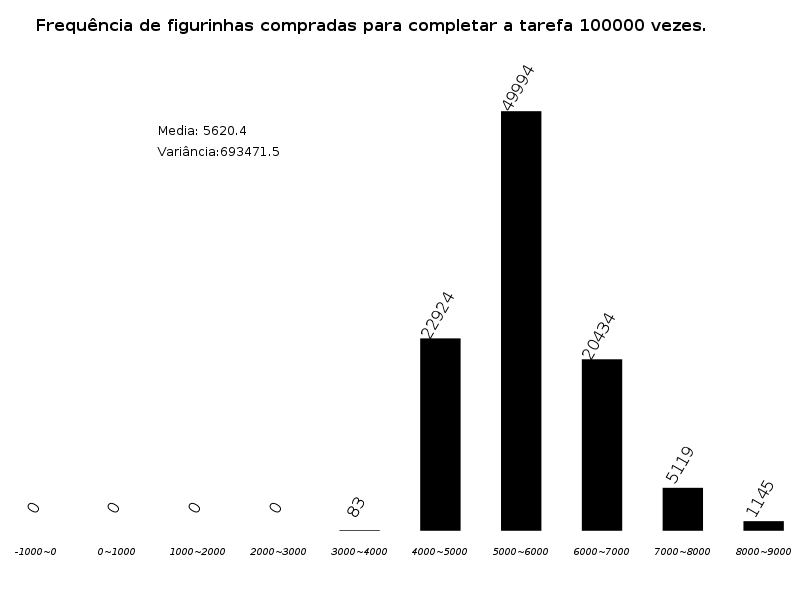 Frequência de figurinhas compradas para completar a tarefa 100000 vezes.
Media: 5620.4
Variância:693471.5
0 0 0 0 83 22924 49994 20434 5119 1145
-1000~0 0~1000 1000~2000 2000~3000 3000~4000 4000~5000 5000~6000 6000~7000 7000~8000 8000~9000